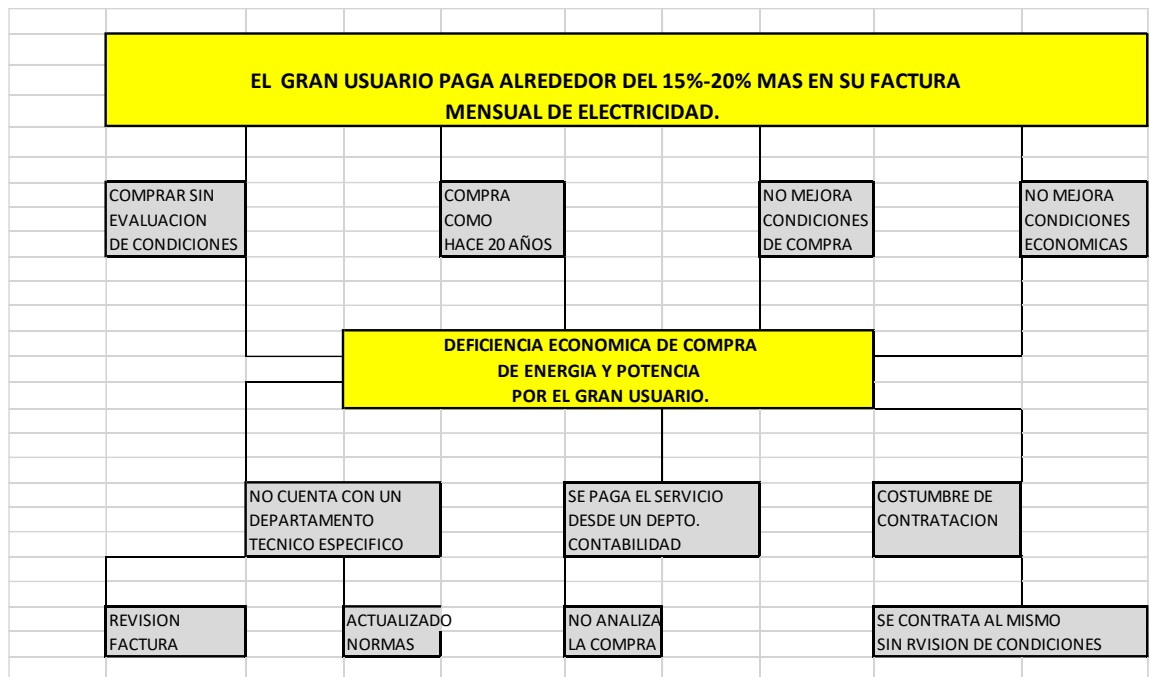 EL GRAN USUARIO PAGA ALREDEDOR DEL 15%-20% MAS EN SU FACTURA
MENSUAL DE ELECTRICIDAD.
COMPRAR SIN
EVALUACION
DE CONDICIONES
COMPRA
COMO
HACE 20 AÑOS
NO MEJORA
CONDICIONES
DE COMPRA
NO MEJORA
CONDICIONES
ECONOMICAS
DEFICIENCIA ECONOMICA DE COMPRA
DE ENERGIA Y POTENCIA
POR EL GRAN USUARIO.
NO CUENTA CON UN
DEPARTAMENTO
TECNICO ESPECIFICO
SE PAGA EL SERVICIO
DESDE UN DEPTO.
CONTABILIDAD
COSTUMBRE DE
CONTRATACION
REVISION
FACTURA
ACTUALIZADO
NORMAS
NO ANALIZA
LA COMPRA
SE CONTRATA AL MISMO
SIN RVISION DE CONDICIONES